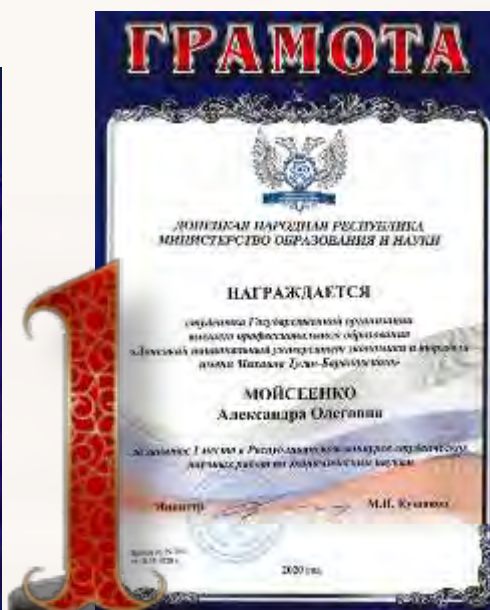 ГРАМОТА
ДОНЕЦКАЯ НАРОДНАЯ РЕСПУБЛИКА
МИНИСТЕРСТВО ОБРАЗОВАНИЯ И НАУКИ
НАГРАЖДАЕТСЯ
студентка Государственной организации
высшего профессионального образования
«Донецкий национальный университет экономики и торговли
имени Михаила Туган-Барановского»
МОЙСЕЕНКО
Александра Олеговна
за занятое 1 место в Республиканском конкурсе студенческих
научных работ по экономическим наукам
Министр
М.Н. Кушаков
2020 год
1